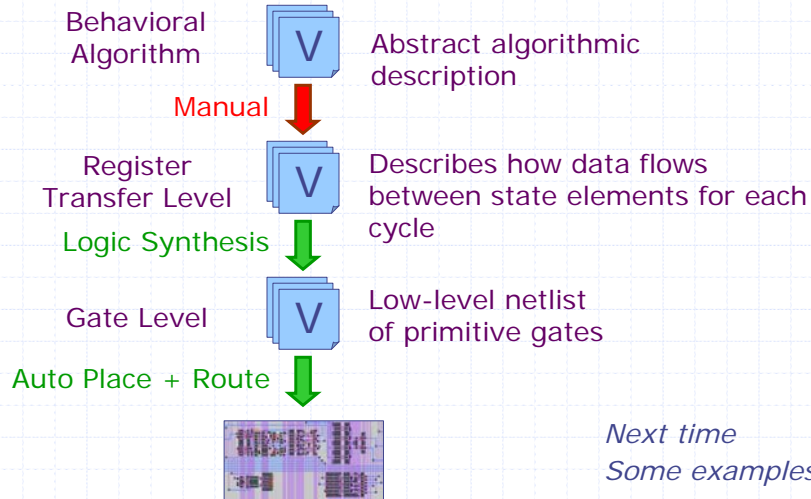 Behavioral
Algorithm
V
Abstract algorithmic
description
Manual
Register
Transfer Level
V
Describes how data flows
between state elements for each
cycle
Logic Synthesis
Gate Level
V
Low-level netlist
of primitive gates
Auto Place + Route
Next time
Some examples